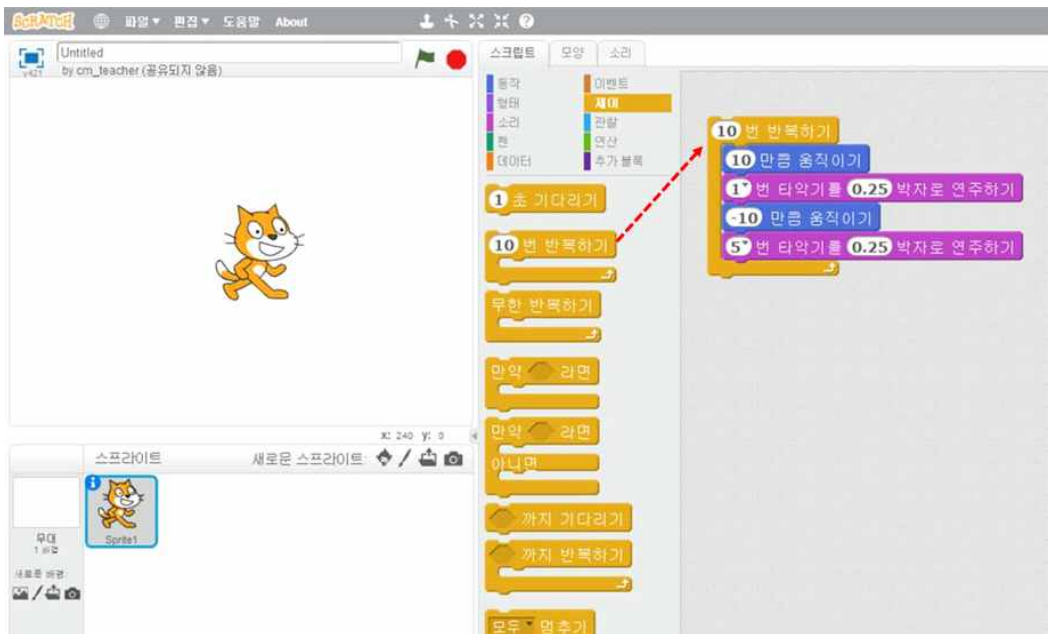 SCRATCH 파일 편집 도움말 About
Untitled
by cm_teacher (공유되지 않음)
v421
스크립트 모양 소리
동작 이벤트
형태 제어
소리 관찰
펜 연산
데이터 추가 블록
1 초 기다리기
10 번 반복하기
무한 반복하기
만약 라면
만약 라면
아니면
까지 기다리기
까지 반복하기
모두 멈추기
10 번 반복하기
10 만큼 움직이기
1 번 타악기를 0.25 박자로 연주하기
-10 만큼 움직이기
5 번 타악기를 0.25 박자로 연주하기
x: 240 y: 0
스프라이트 새로운 스프라이트:
Sprite1
무대
1 배경
새로운 배경: